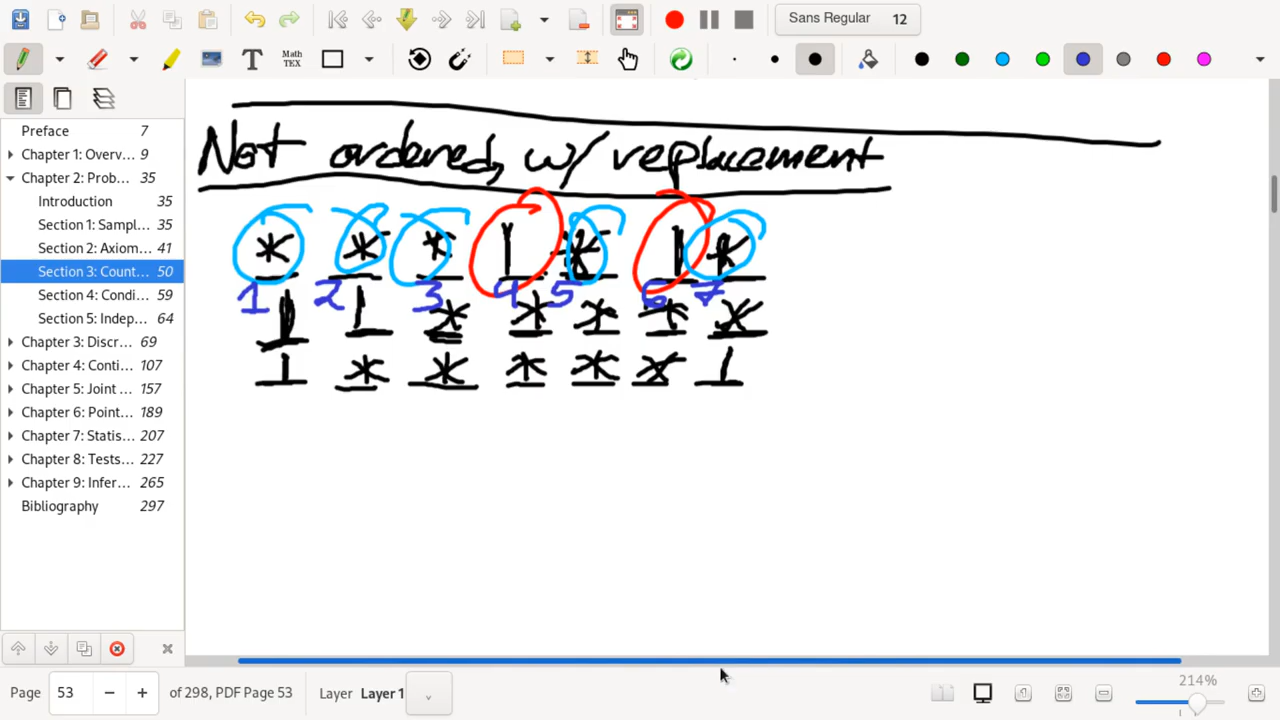 Sans Regular 12
T Math TEX
Preface 7
Chapter 1: Overv... 9
Chapter 2: Prob... 35
Introduction 35
Section 1: Sampl... 35
Section 2: Axiom... 41
Section 3: Count... 50
Section 4: Condi... 59
Section 5: Indep... 64
Chapter 3: Discr... 69
Chapter 4: Conti... 107
Chapter 5: Joint ... 157
Chapter 6: Point... 189
Chapter 7: Statis... 207
Chapter 8: Tests... 227
Chapter 9: Infer... 265
Bibliography 297
Not ordered, w/ replacement
* * * | * | *
1 2 3 4 5 6 7
| | * * * * *
| * * * * * |
Page 53 of 298, PDF Page 53 Layer Layer 1 214%